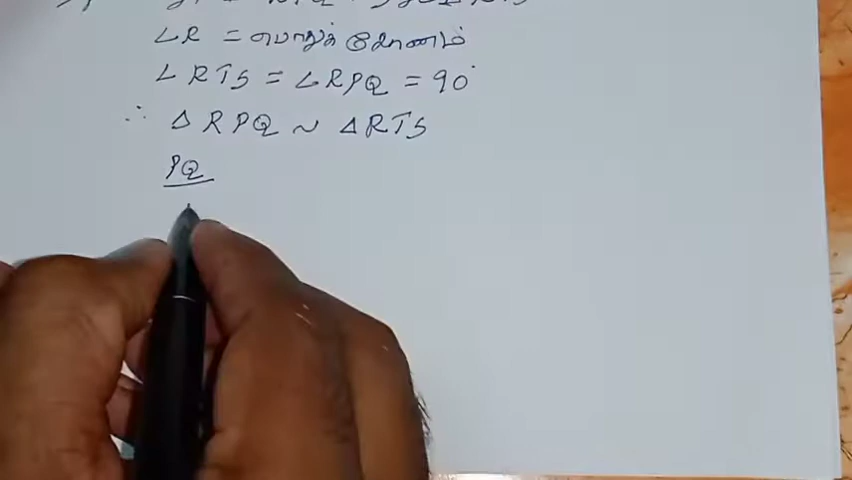 ∠R = பொதுக் கோணம்
∠RTS = ∠RPQ = 90°
∴ ΔRPQ ~ ΔRTS
PQ